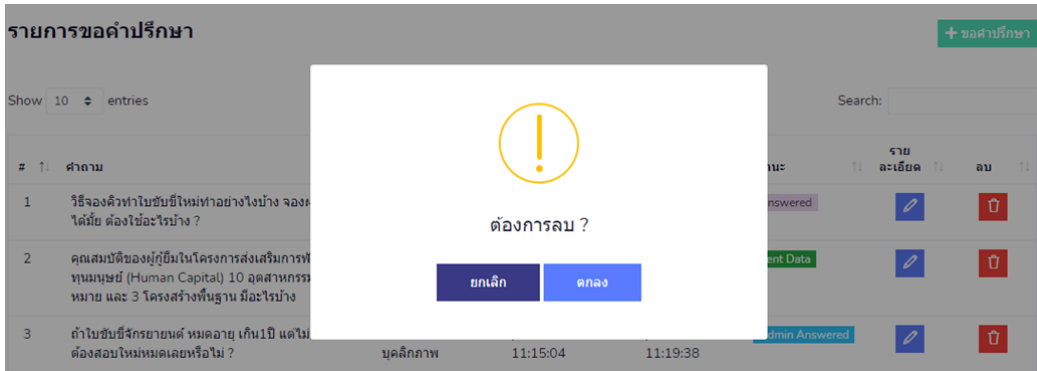 รายการขอคำปรึกษา
+ ขอคำปรึกษา
Show 10 entries
Search:
# คำถาม
ราย
ละเอียด
ลบ
1 วิธีจองคิวทำใบขับขี่ใหม่ทำอย่างไงบ้าง
ได้มั้ย ต้องใช้อะไรบ้าง ?
nswered
ต้องการลบ ?
2 คุณสมบัติของผู้กู้ยืมในโครงการส่งเสริมการ
ทุนมนุษย์ (Human Capital) 10 อุตสาหกรรม
หมาย และ 3 โครงสร้างพื้นฐาน มีอะไรบ้าง
ent Data
ยกเลิก
ตกลง
3 ถ้าใบขับขี่จักรยายนต์ หมดอายุ เกิน1ปี แต่ไม่
ต้องสอบใหม่หมดเลยหรือไม่ ?
บุคลิกภาพ
11:15:04
11:19:38
dmin Answered